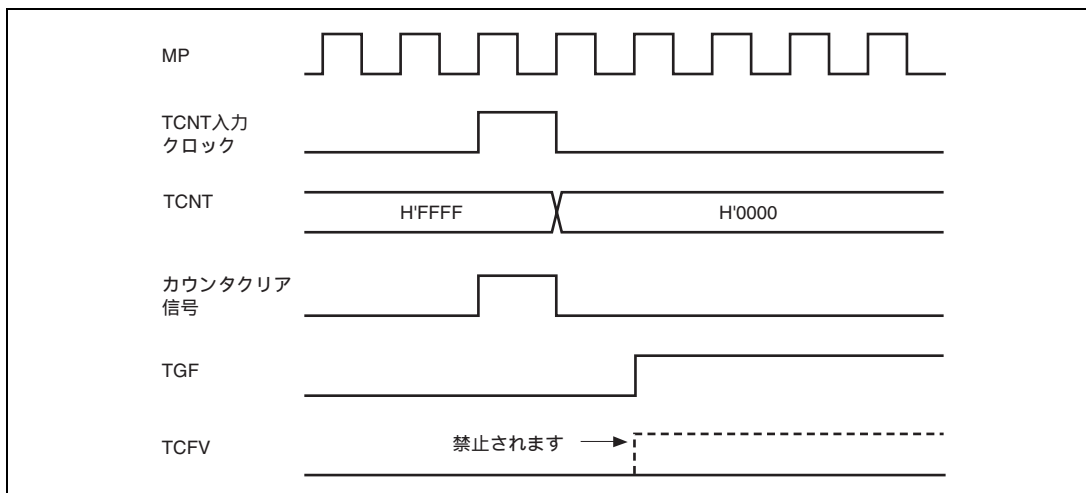 MP
TCNT入力
クロック
TCNT
H'FFFF
H'0000
カウンタクリア
信号
TGF
TCFV
禁止されます